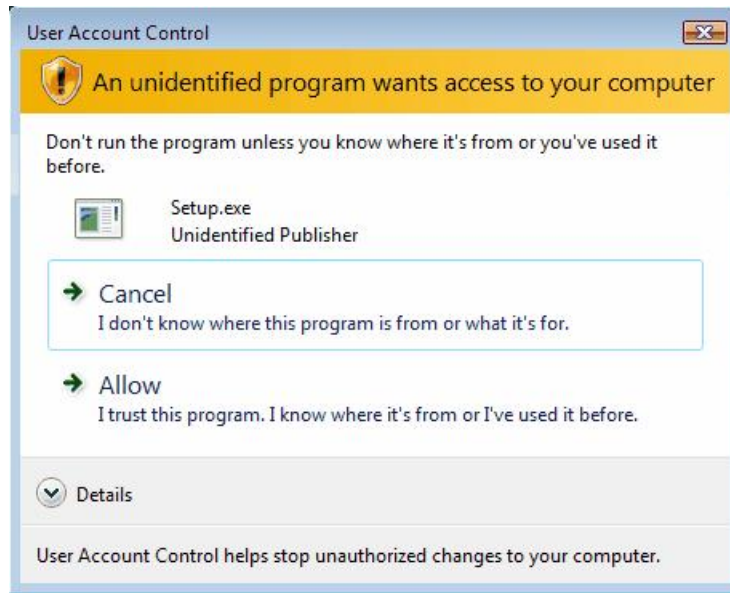 User Account Control
An unidentified program wants access to your computer
Don't run the program unless you know where it's from or you've used it
before.
Setup.exe
Unidentified Publisher
Cancel
I don't know where this program is from or what it's for.
Allow
I trust this program. I know where it's from or I've used it before.
Details
User Account Control helps stop unauthorized changes to your computer.